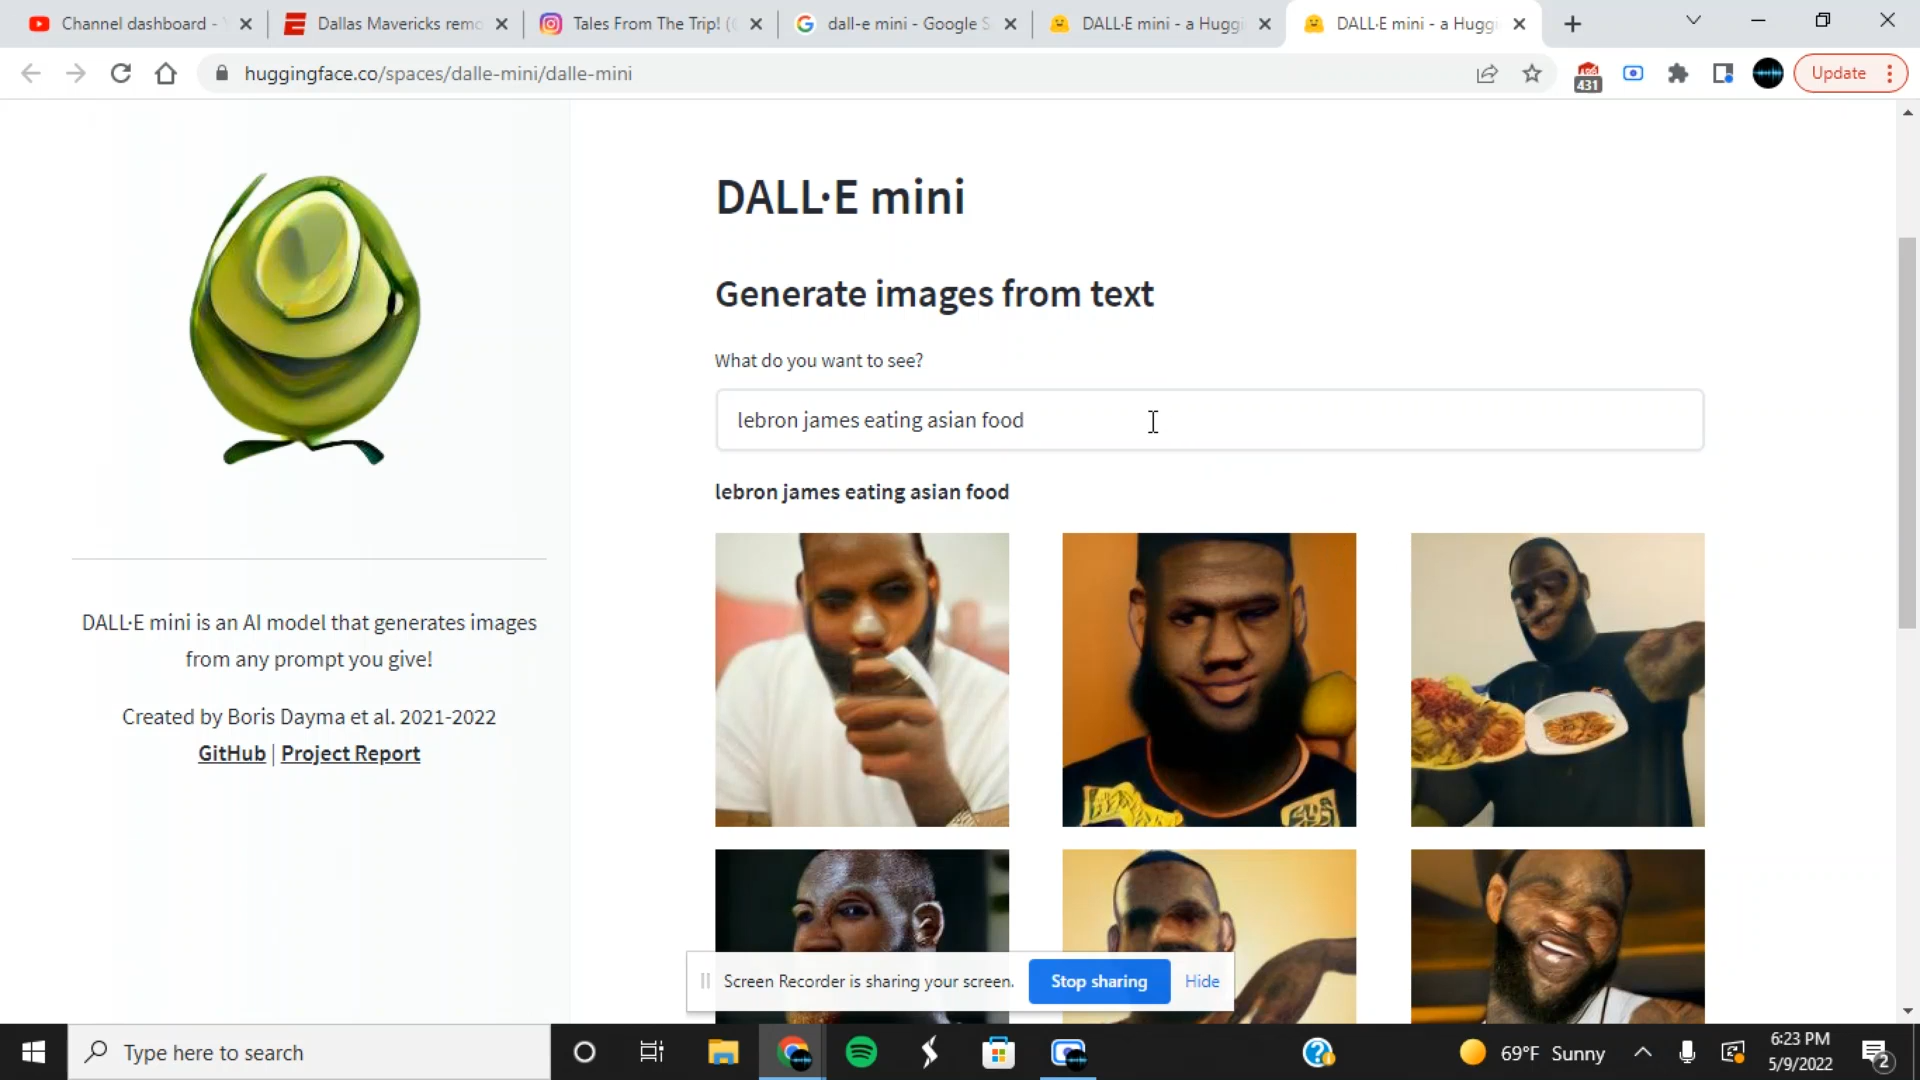 Channel dashboard -
Dallas Mavericks remo
Tales From The Trip! (
dall-e mini - Google S
DALL·E mini - a Huggi
DALL·E mini - a Huggi
huggingface.co/spaces/dalle-mini/dalle-mini
431
Update
DALL·E mini
Generate images from text
What do you want to see?
lebron james eating asian food
lebron james eating asian food
DALL·E mini is an AI model that generates images
from any prompt you give!
Created by Boris Dayma et al. 2021-2022
GitHub | Project Report
Screen Recorder is sharing your screen.
Stop sharing
Hide
Type here to search
69°F Sunny
6:23 PM
5/9/2022
2